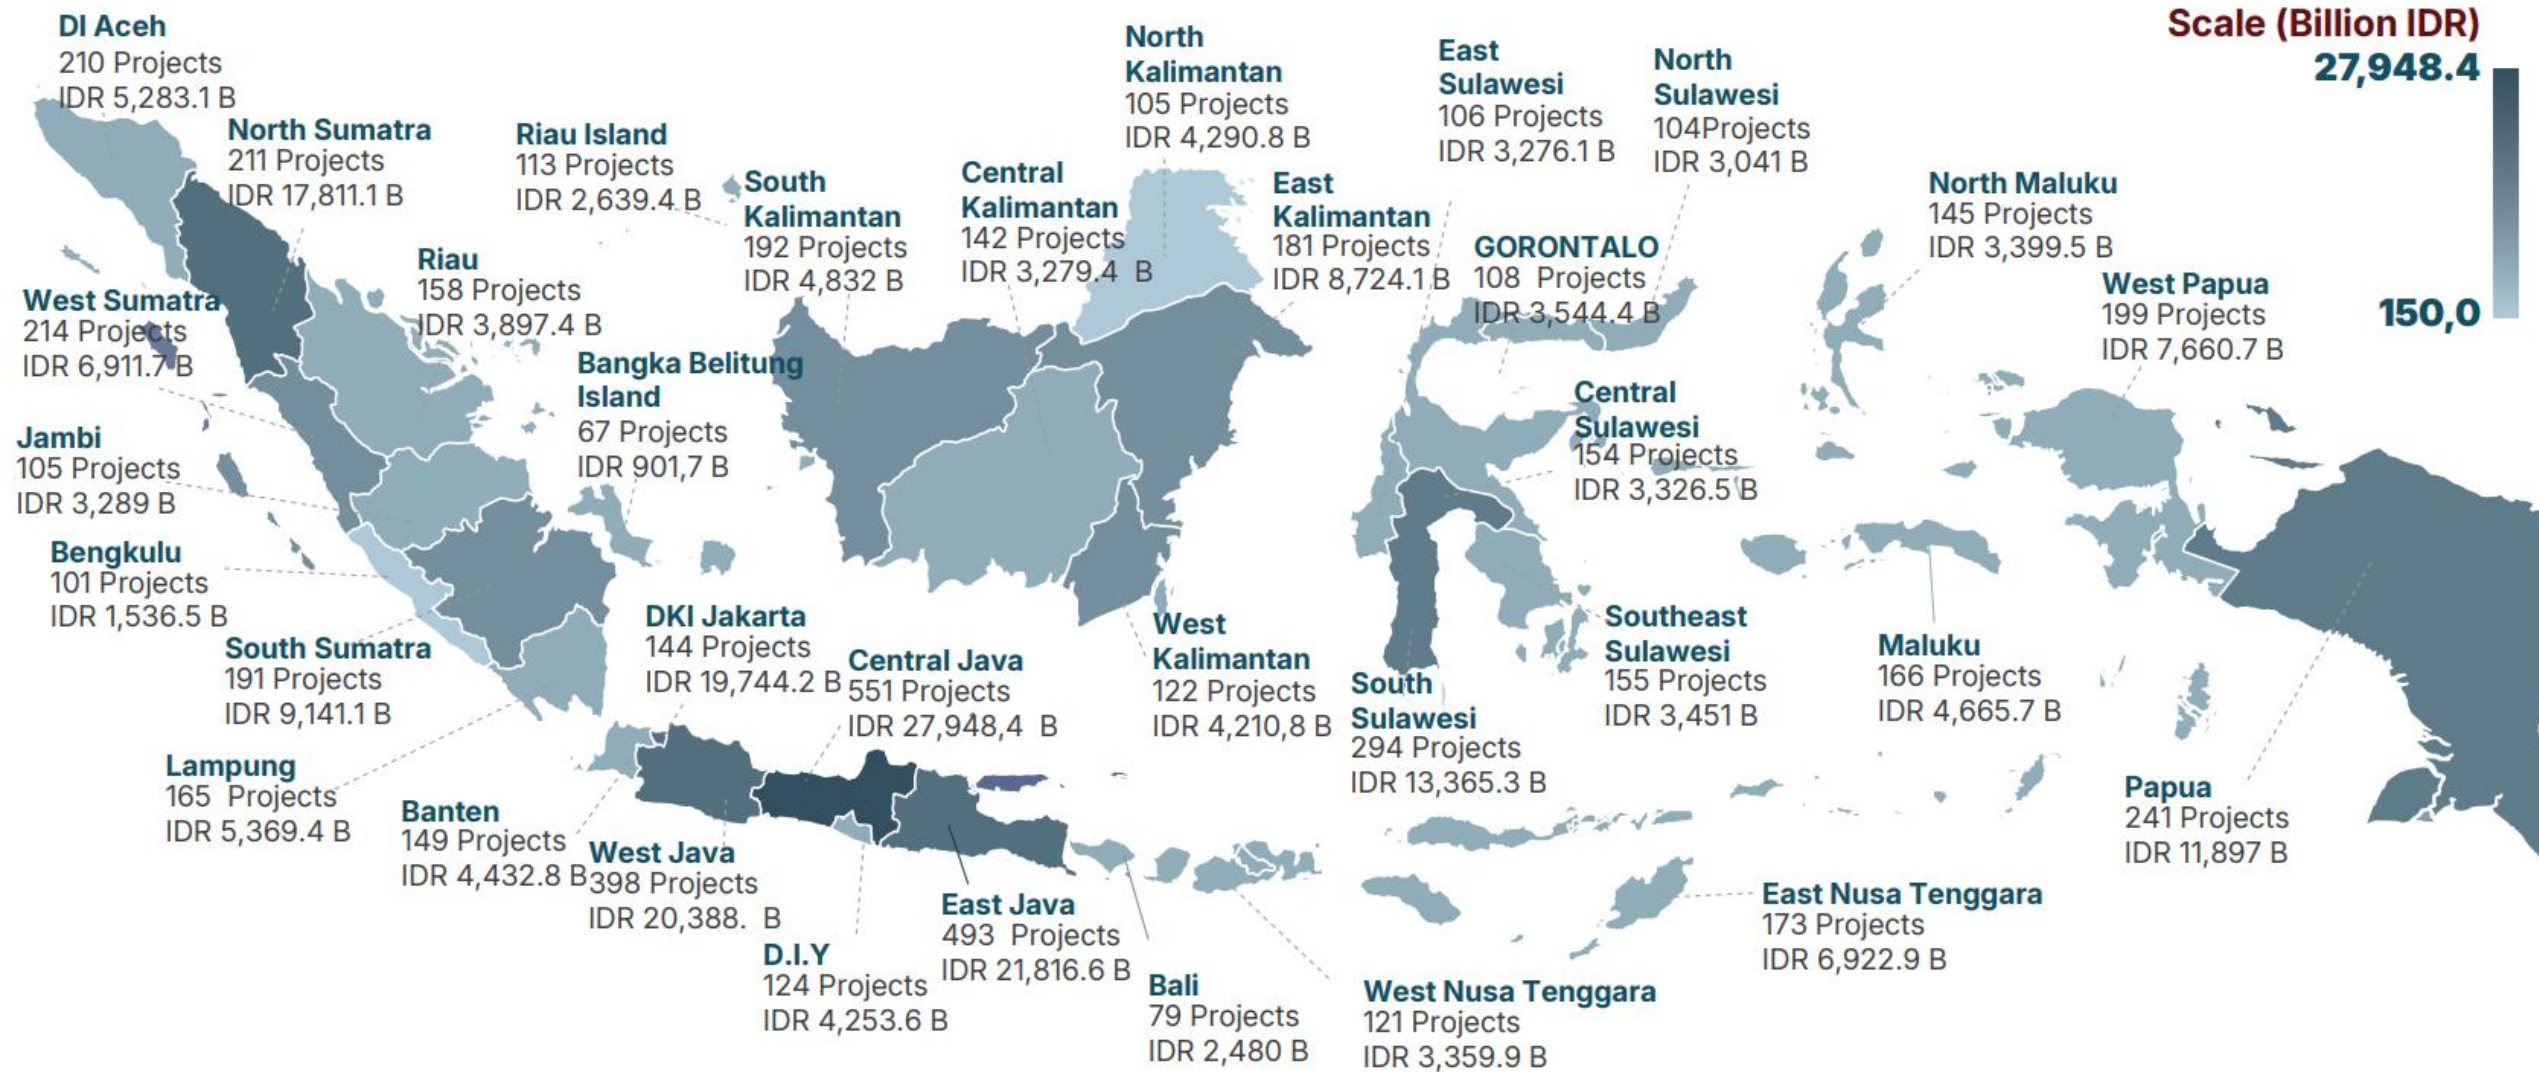 DI Aceh
210 Projects
IDR 5,283.1 B
North Sumatra
211 Projects
IDR 17,811.1 B
Riau Island
113 Projects
IDR 2,639.4 B
South
Kalimantan
192 Projects
IDR 4,832 B
Central
Kalimantan
142 Projects
IDR 3,279.4 B
North
Kalimantan
105 Projects
IDR 4,290.8 B
East
Kalimantan
181 Projects
IDR 8,724.1 B
East
Sulawesi
106 Projects
IDR 3,276.1 B
North
Sulawesi
104Projects
IDR 3,041 B
GORONTALO
108 Projects
IDR 3,544.4 B
North Maluku
145 Projects
IDR 3,399.5 B
West Papua
199 Projects
IDR 7,660.7 B
Scale (Billion IDR)
27,948.4
150,0
West Sumatra
214 Projects
IDR 6,911.7 B
Riau
158 Projects
IDR 3,897.4 B
Bangka Belitung
Island
67 Projects
IDR 901,7 B
Jambi
105 Projects
IDR 3,289 B
Bengkulu
101 Projects
IDR 1,536.5 B
South Sumatra
191 Projects
IDR 9,141.1 B
Lampung
165 Projects
IDR 5,369.4 B
Banten
149 Projects
IDR 4,432.8 B
DKI Jakarta
144 Projects
IDR 19,744.2 B
Central Java
551 Projects
IDR 27,948,4 B
West Java
398 Projects
IDR 20,388. B
D.I.Y
124 Projects
IDR 4,253.6 B
East Java
493 Projects
IDR 21,816.6 B
Bali
79 Projects
IDR 2,480 B
West Nusa Tenggara
121 Projects
IDR 3,359.9 B
West
Kalimantan
122 Projects
IDR 4,210,8 B
Central
Sulawesi
154 Projects
IDR 3,326.5 B
South
Sulawesi
294 Projects
IDR 13,365.3 B
Southeast
Sulawesi
155 Projects
IDR 3,451 B
Maluku
166 Projects
IDR 4,665.7 B
East Nusa Tenggara
173 Projects
IDR 6,922.9 B
Papua
241 Projects
IDR 11,897 B